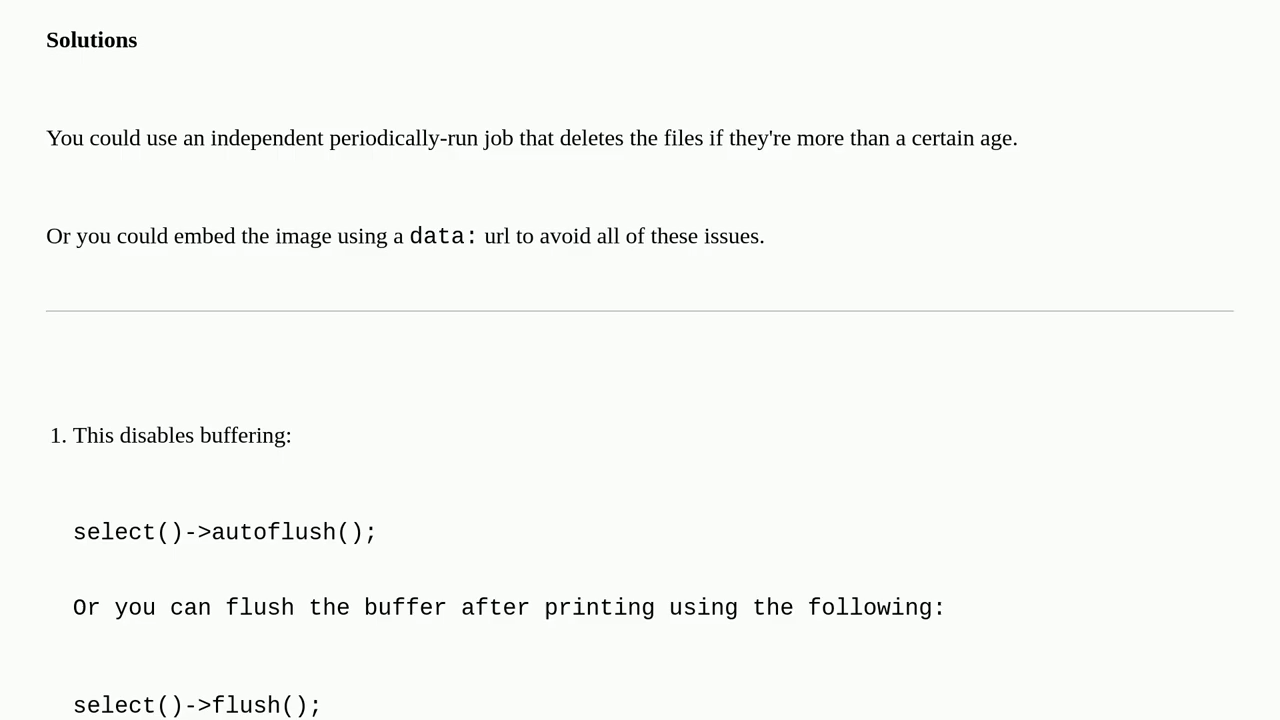 Solutions
You could use an independent periodically-run job that deletes the files if they're more than a certain age.
Or you could embed the image using a data: url to avoid all of these issues.
1. This disables buffering:
select()->autoflush();
Or you can flush the buffer after printing using the following:
select()->flush();